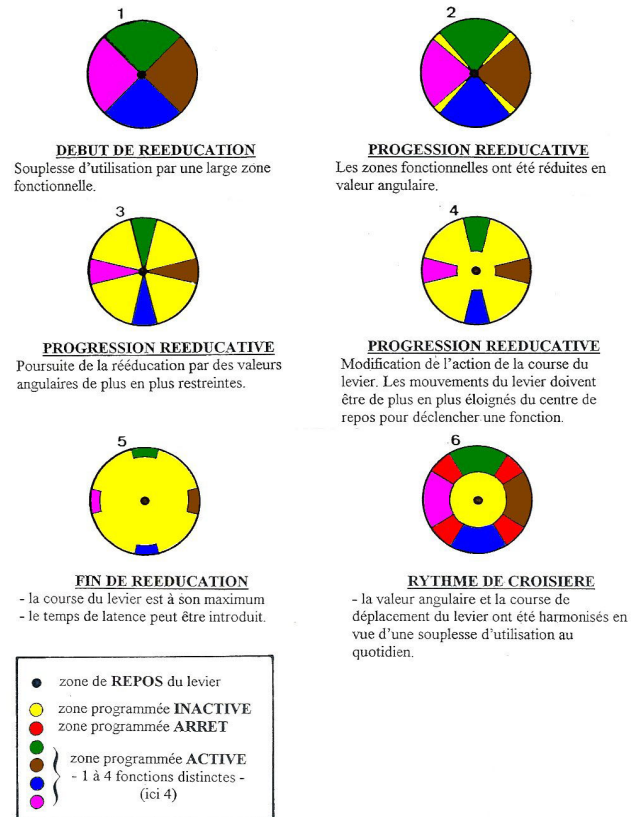 1
DEBUT DE REEDUCATION
Souplesse d'utilisation par une large zone
fonctionnelle.
2
PROGESSION REEDUCATIVE
Les zones fonctionnelles ont été réduites en
valeur angulaire.
3
PROGRESSION REEDUCATIVE
Poursuite de la rééducation par des valeurs
angulaires de plus en plus restreintes.
4
PROGRESSION REEDUCATIVE
Modification de l'action de la course du
levier. Les mouvements du levier doivent
être de plus en plus éloignés du centre de
repos pour déclencher une fonction.
5
FIN DE REEDUCATION
- la course du levier est à son maximum
- le temps de latence peut être introduit.
6
RYTHME DE CROISIERE
- la valeur angulaire et la course de
déplacement du levier ont été harmonisés en
vue d'une souplesse d'utilisation au
quotidien.
zone de REPOS du levier
zone programmée INACTIVE
zone programmée ARRET
zone programmée ACTIVE
- 1 à 4 fonctions distinctes -
(ici 4)